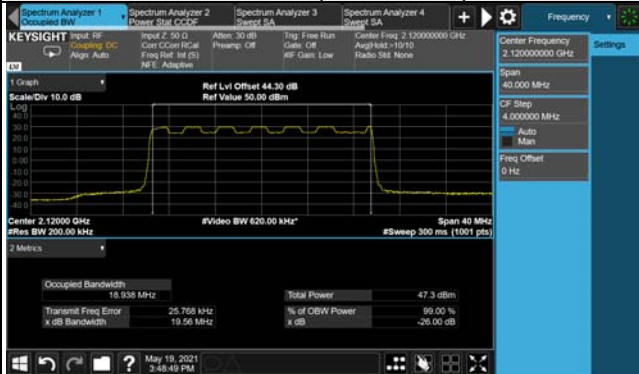 Spectrum Analyzer 1
Occupied BW
Spectrum Analyzer 2
Power Stat CCDF
Spectrum Analyzer 3
Swept SA
Spectrum Analyzer 4
Swept SA
Frequency
KEYSIGHT
Input: RF
Coupling: DC
Align: Auto
Input Z: 50 Ω
Corr CCorr RCal
Freq Ref: Int (S)
NFE: Adaptive
Atten: 30 dB
Preamp: Off
Trig: Free Run
Gate: Off
#IF Gain: Low
Center Freq: 2.120000000 GHz
Avg|Hold:>10/10
Radio Std: None
Center Frequency
2.120000000 GHz
Settings
Span
40.000 MHz
CF Step
4.000000 MHz
Auto
Man
Freq Offset
0 Hz
1 Graph
Scale/Div 10.0 dB
Ref Lvl Offset 44.30 dB
Ref Value 50.00 dBm
Log
40.0
30.0
20.0
10.0
0.00
-10.0
-20.0
-30.0
-40.0
Center 2.12000 GHz
#Res BW 200.00 kHz
#Video BW 620.00 kHz*
Span 40 MHz
#Sweep 300 ms (1001 pts)
2 Metrics
Occupied Bandwidth
18.938 MHz
Total Power
47.3 dBm
Transmit Freq Error
25.768 kHz
% of OBW Power
99.00 %
x dB Bandwidth
19.56 MHz
x dB
-26.00 dB
May 19, 2021
3:48:49 PM